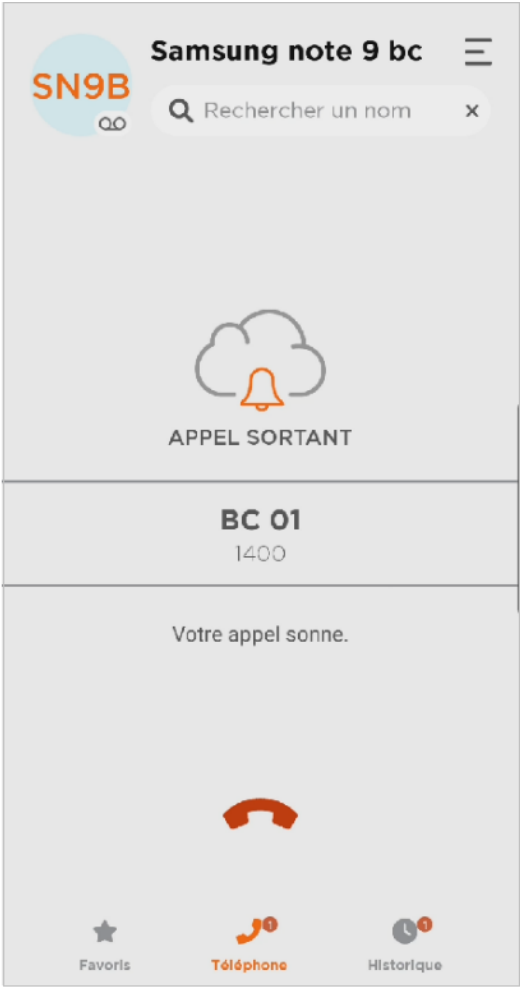 SN9B
Samsung note 9 bc
Rechercher un nom
APPEL SORTANT
BC 01
1400
Votre appel sonne.
1
1
Favoris
Téléphone
Historique